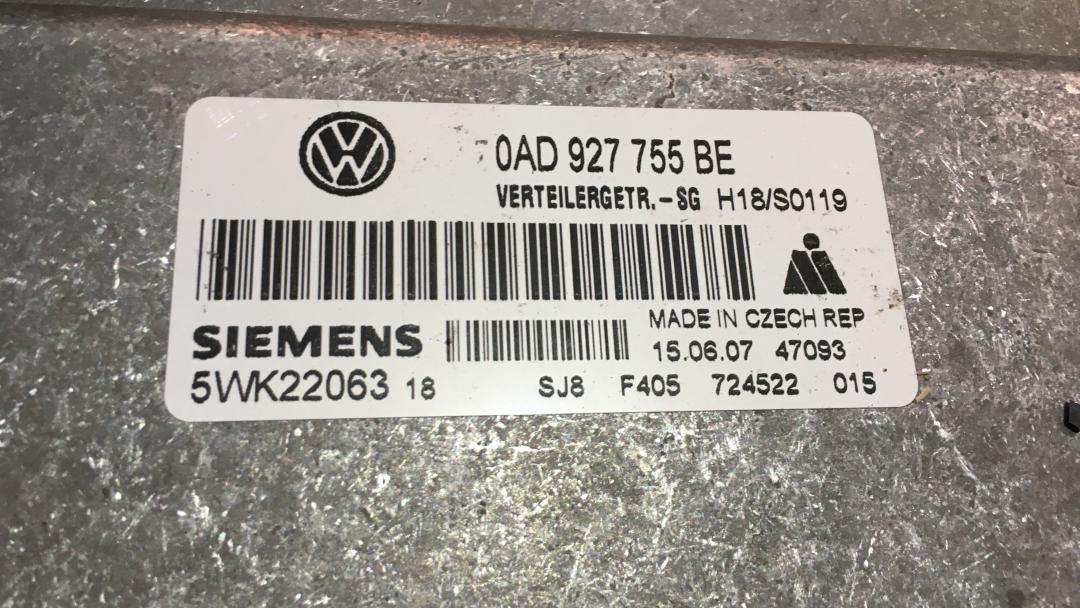 0AD 927 755 BE
VERTEILERGETR.-SG H18/S0119
SIEMENS
MADE IN CZECH REP
15.06.07 47093
5WK22063 18 SJ8 F405 724522 015